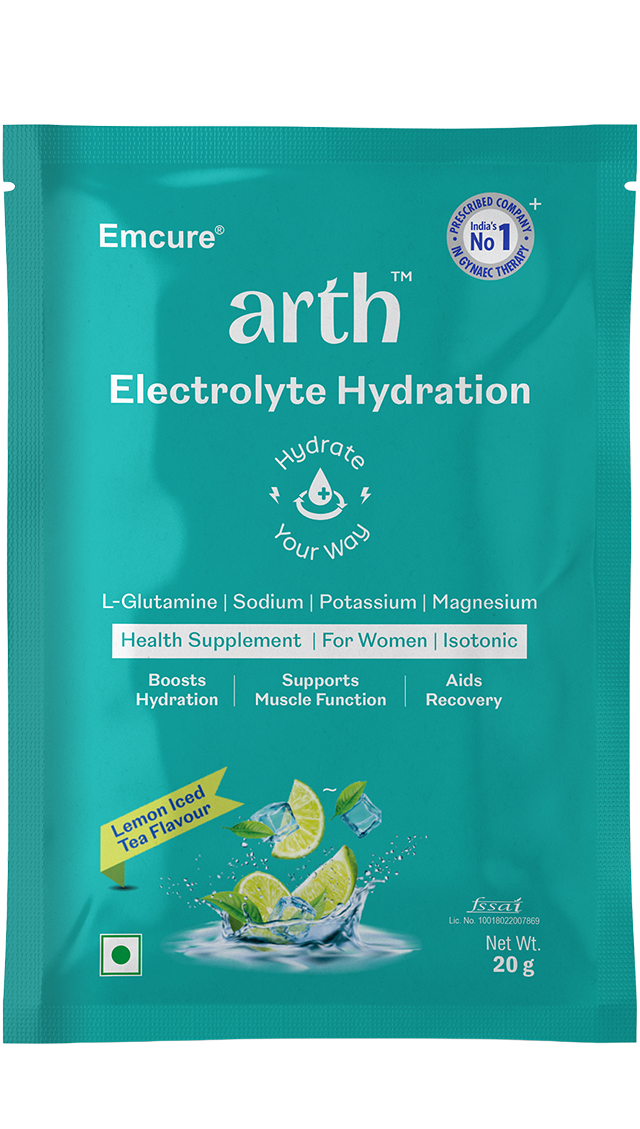 Emcure®
PRESCRIBED COMPANY
India's
No 1
IN GYNAEC THERAPY
+
arth™
Electrolyte Hydration
Hydrate
Your Way
L-Glutamine | Sodium | Potassium | Magnesium
Health Supplement | For Women | Isotonic
Boosts
Hydration
Supports
Muscle Function
Aids
Recovery
Lemon Iced
Tea Flavour
~
fssai
Lic. No. 10018022007869
Net Wt.
20 g